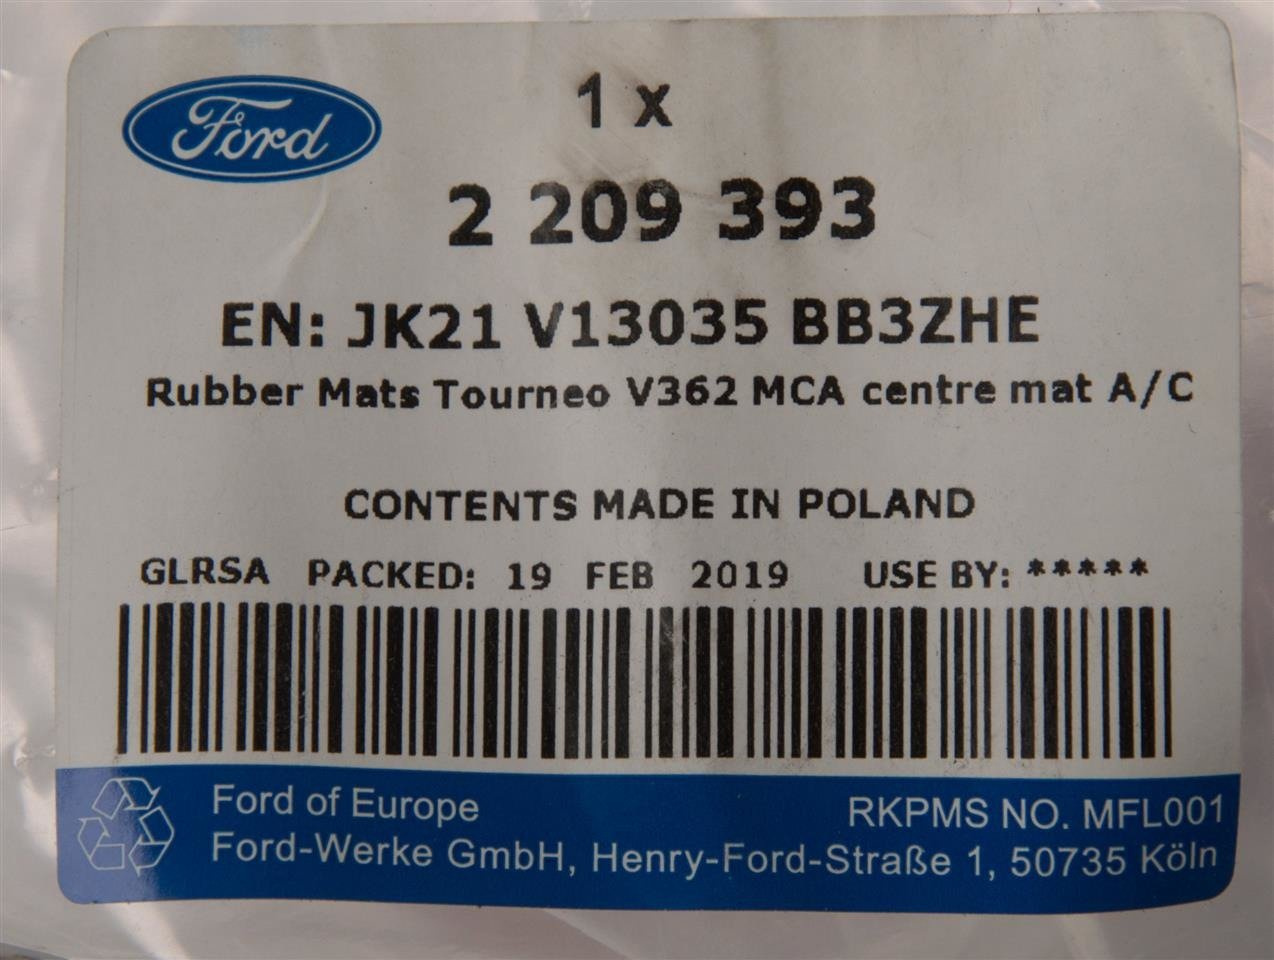 Ford
1 x
2 209 393
EN: JK21 V13035 BB3ZHE
Rubber Mats Tourneo V362 MCA centre mat A/C
CONTENTS MADE IN POLAND
GLRSA PACKED: 19 FEB 2019 USE BY: *****
Ford of Europe RKPMS NO. MFL001
Ford-Werke GmbH, Henry-Ford-Straße 1, 50735 Köln